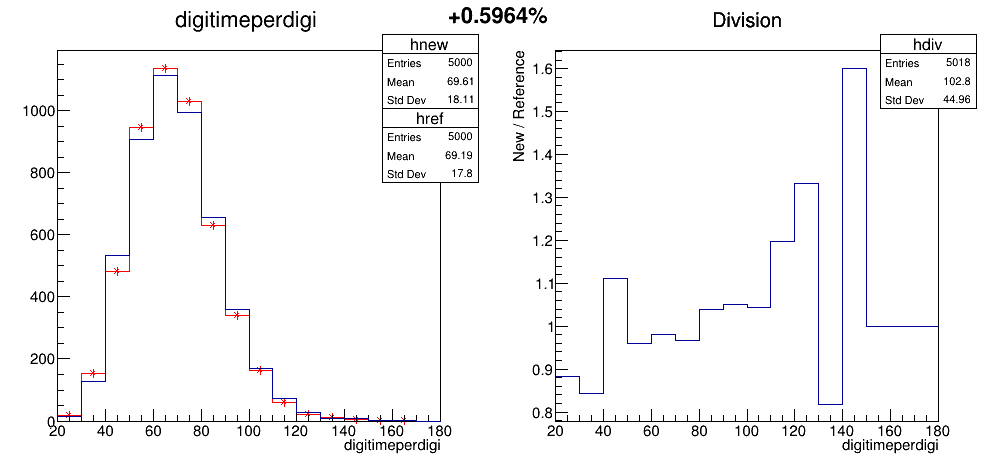 +0.5964%
digitimeperdigi
hnew
Entries 5000
Mean 69.61
Std Dev 18.11
href
Entries 5000
Mean 69.19
Std Dev 17.8
1000
800
600
400
200
0
20 40 60 80 100 120 140 160 180
digitimeperdigi
Division
hdiv
Entries 5018
Mean 102.8
Std Dev 44.96
New / Reference
1.6
1.5
1.4
1.3
1.2
1.1
1
0.9
0.8
20 40 60 80 100 120 140 160 180
digitimeperdigi